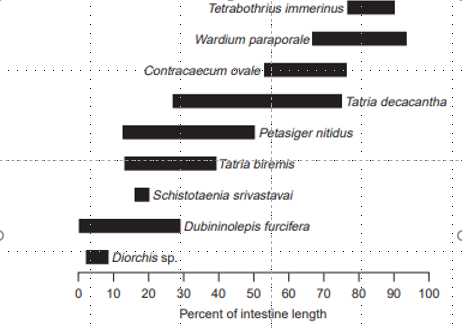 Tetrabothrius immerinus
Wardium paraporale
Contracaecum ovale
Tatria decacantha
Petasiger nitidus
Tatria biremis
Schistotaenia srivastavai
Dubininolepis furcifera
Diorchis sp.
0 10 20 30 40 50 60 70 80 90 100
Percent of intestine length